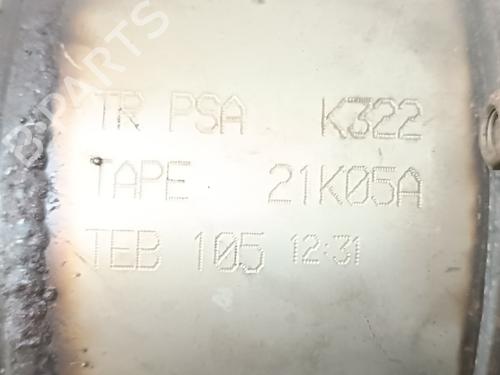 B-PARTS
TR PSA K322
TAPE 21K05A
TEB 105 12:31